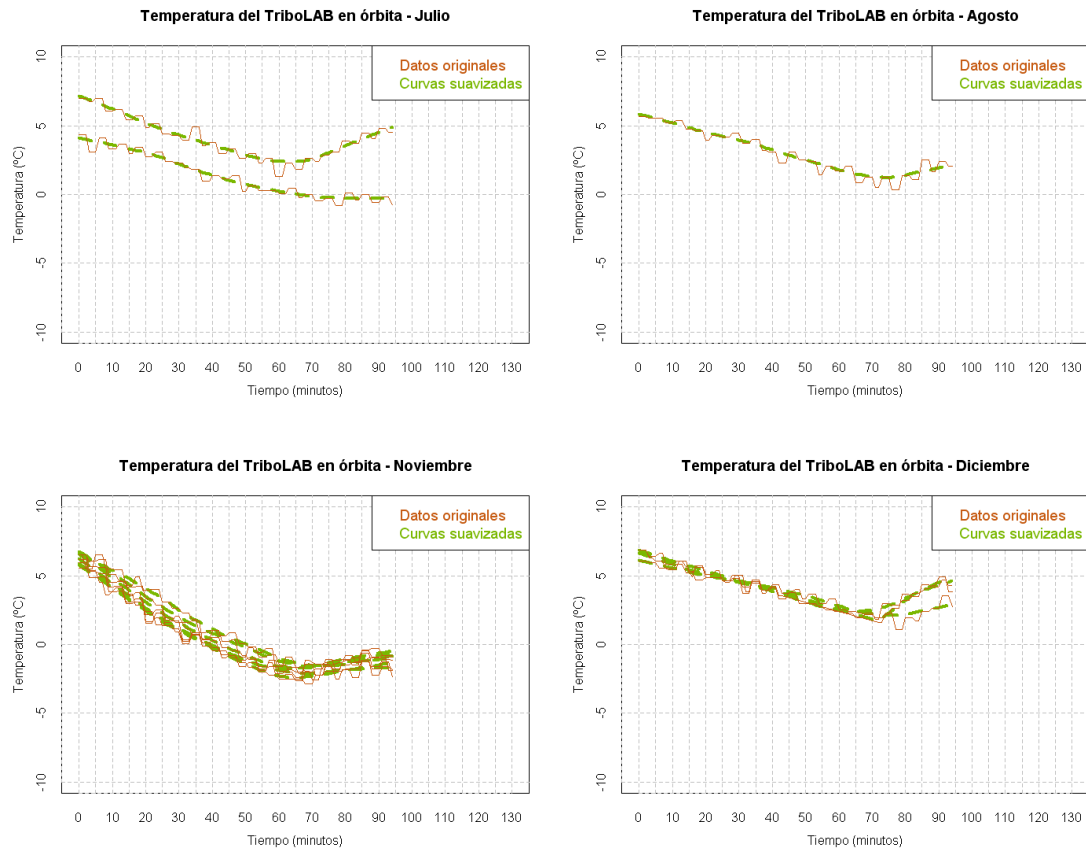 Temperatura del TriboLAB en órbita - Julio
Temperatura (ºC)
10
5
0
-5
-10
Datos originales
Curvas suavizadas
0 10 20 30 40 50 60 70 80 90 100 110 120 130
Tiempo (minutos)
Temperatura del TriboLAB en órbita - Agosto
Temperatura (ºC)
10
5
0
-5
-10
Datos originales
Curvas suavizadas
0 10 20 30 40 50 60 70 80 90 100 110 120 130
Tiempo (minutos)
Temperatura del TriboLAB en órbita - Noviembre
Temperatura (ºC)
10
5
0
-5
-10
Datos originales
Curvas suavizadas
0 10 20 30 40 50 60 70 80 90 100 110 120 130
Tiempo (minutos)
Temperatura del TriboLAB en órbita - Diciembre
Temperatura (ºC)
10
5
0
-5
-10
Datos originales
Curvas suavizadas
0 10 20 30 40 50 60 70 80 90 100 110 120 130
Tiempo (minutos)